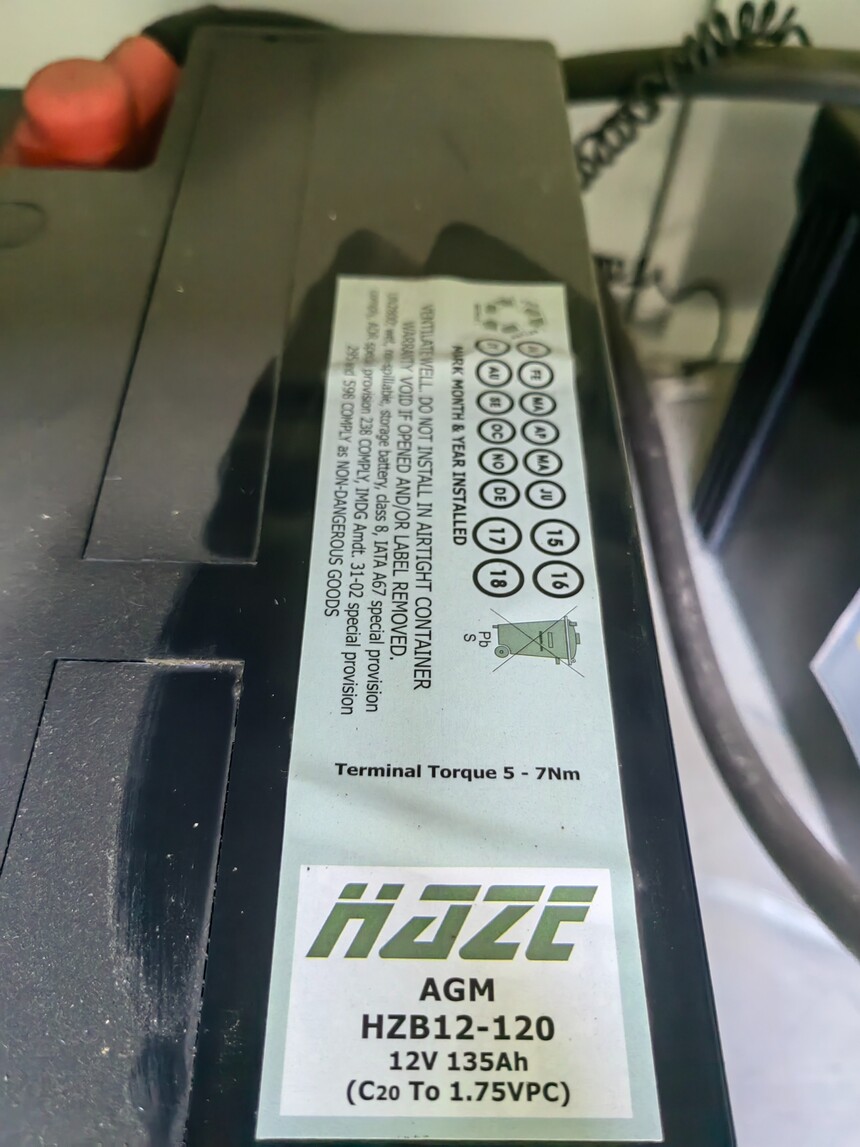 HAZE
AGM
HZB12-120
12V 135Ah
(C20 To 1.75VPC)
Terminal Torque 5 - 7Nm
FE MA AP MA JU 15 16
AU SE OC NO DE 17 18
MARK MONTH & YEAR INSTALLED
Pb
S
VENTILATE WELL. DO NOT INSTALL IN AIRTIGHT CONTAINER
WARRANTY VOID IF OPENED AND/OR LABEL REMOVED.
wet, non-spillable, storage battery, class 8, IATA A67 special provision
comply, ADR special provision 238 COMPLY, IMDG Amdt. 31-02 special provision
295 and 598 COMPLY as NON-DANGEROUS GOODS